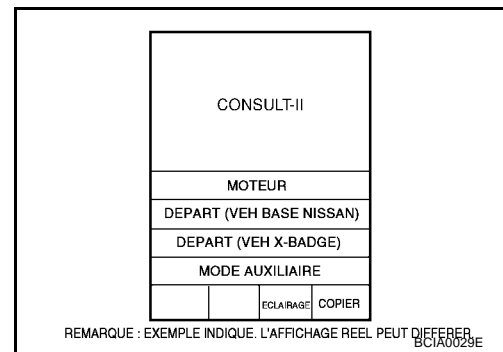 CONSULT-II
MOTEUR
DEPART (VEH BASE NISSAN)
DEPART (VEH X-BADGE)
MODE AUXILIAIRE
ECLAIRAGE COPIER
REMARQUE : EXEMPLE INDIQUE. L'AFFICHAGE REEL PEUT DIFFERER.
BCIA0029E